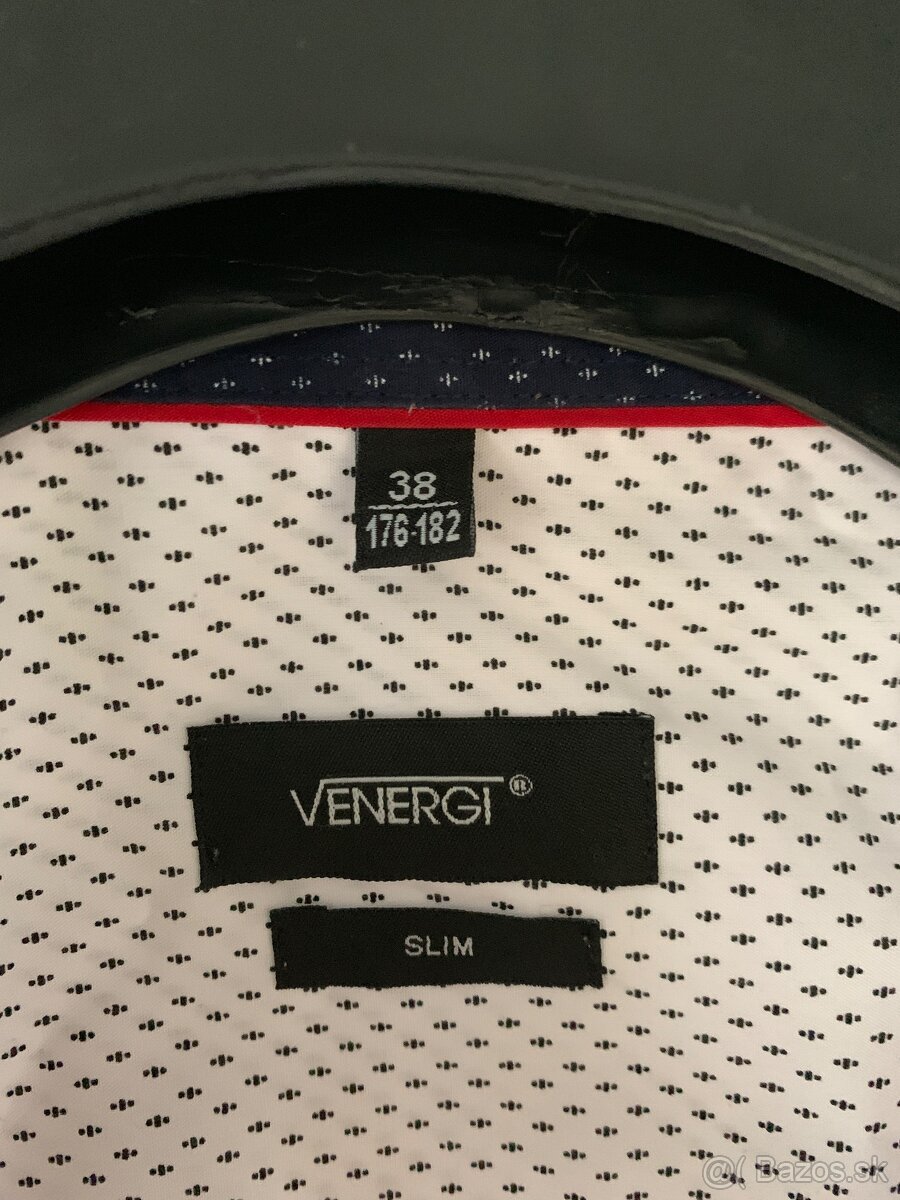 38
176-182
VENERGI®
SLIM
@( Bazos.sk